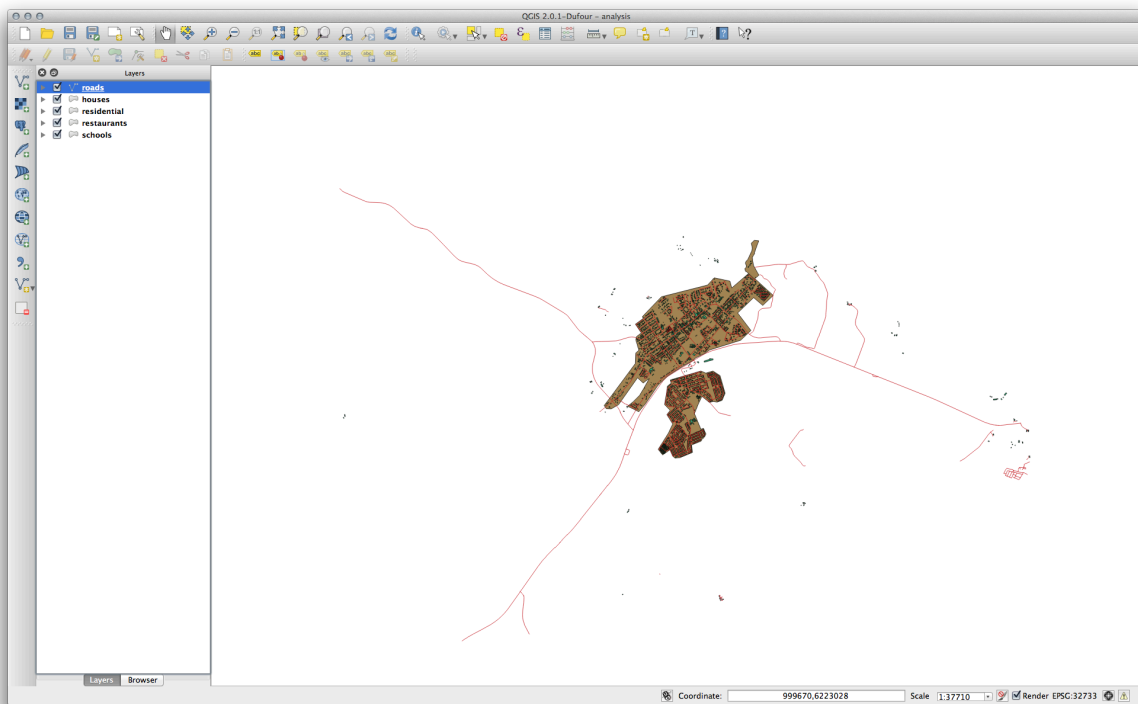 QGIS 2.0.1-Dufour – analysis
Layers
roads
houses
residential
restaurants
schools
Layers Browser
Coordinate: 999670,6223028 Scale 1:37710 Render EPSG:32733